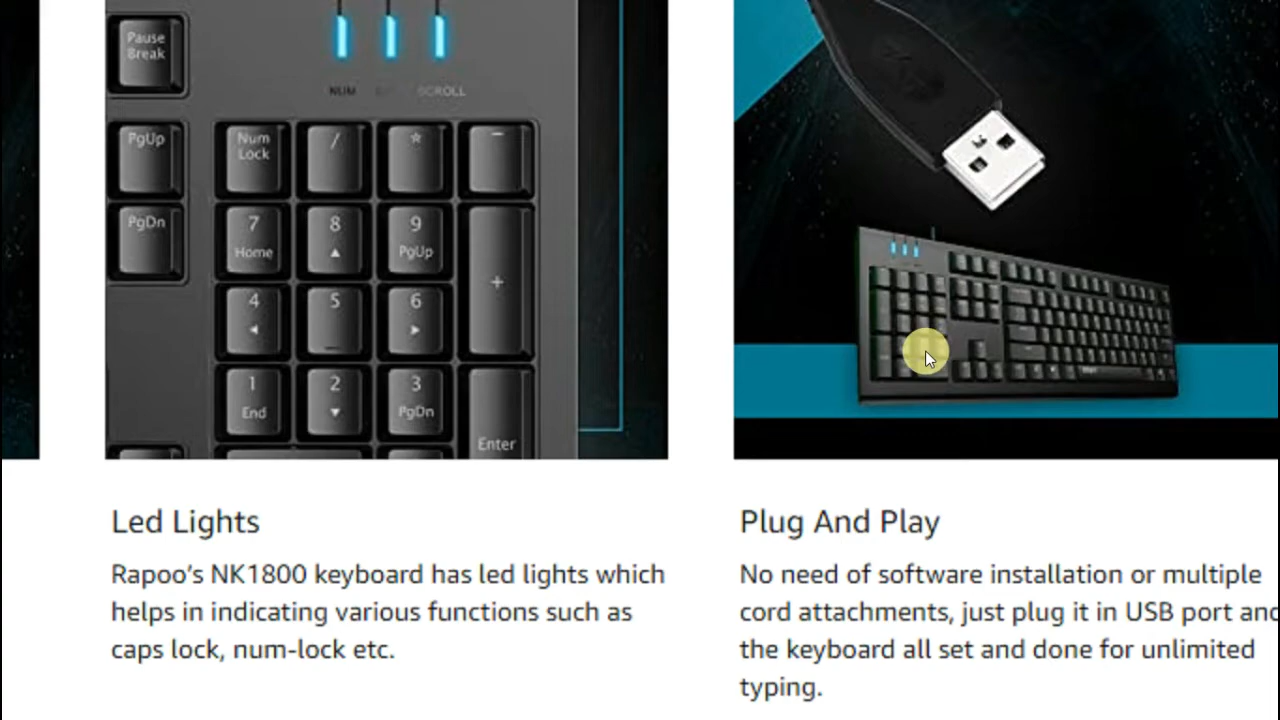 Pause
Break
NUM
SCROLL
PgUp
Num
Lock
/
*
-
PgDn
7
8
9
Home
PgUp
+
4
5
6
1
2
3
End
PgDn
Enter
Led Lights
Rapoo’s NK1800 keyboard has led lights which
helps in indicating various functions such as
caps lock, num-lock etc.
Plug And Play
No need of software installation or multiple
cord attachments, just plug it in USB port and
the keyboard all set and done for unlimited
typing.